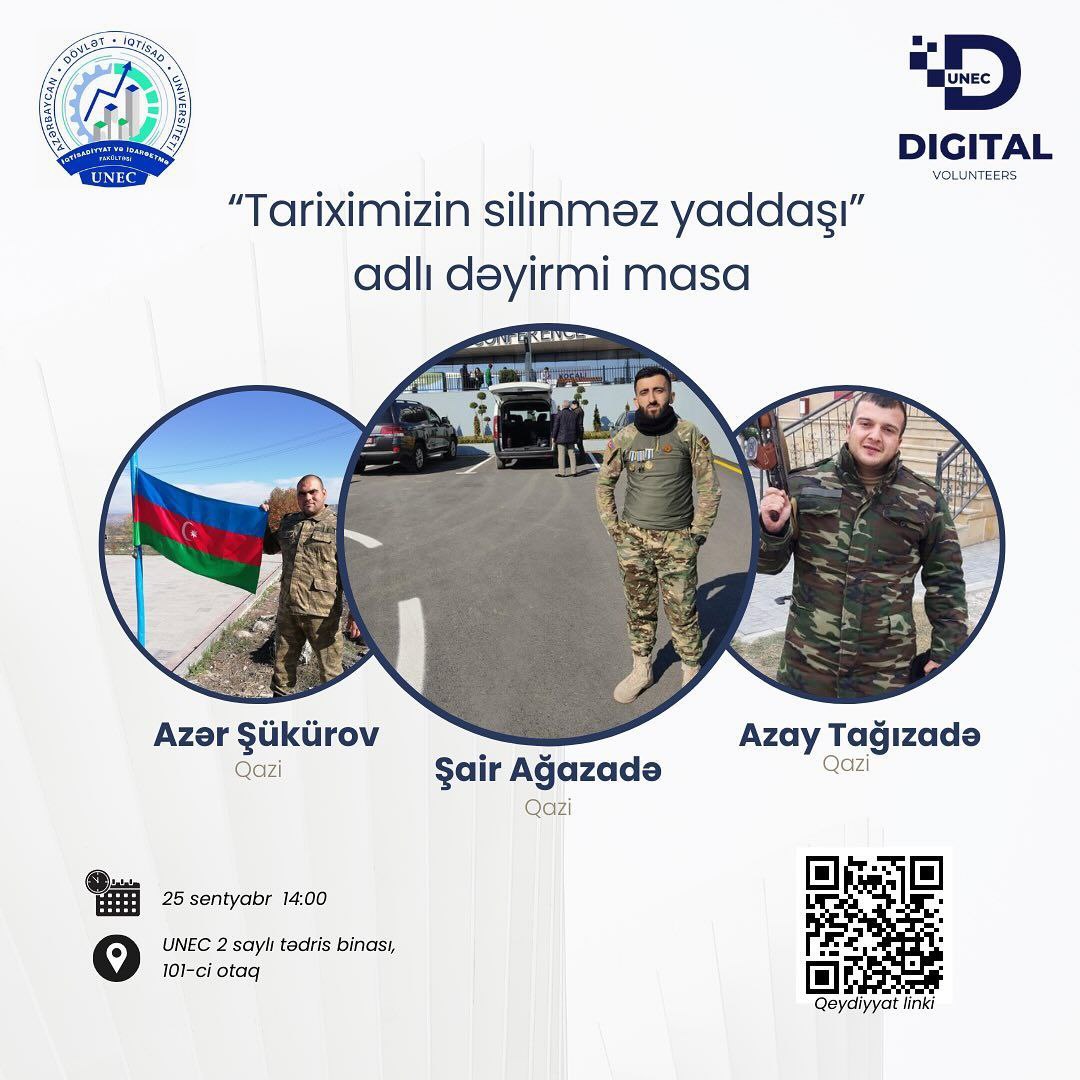 AZƏRBAYCAN • DÖVLƏT • İQTİSAD • UNİVERSİTETİ
İQTİSADİYYAT VƏ İDARƏETMƏ
FAKÜLTƏSİ
UNEC
UNEC
DIGITAL
VOLUNTEERS
“Tariximizin silinməz yaddaşı”
adlı dəyirmi masa
CONFERENCE
XOCALI
Azər Şükürov
Qazi
Şair Ağazadə
Qazi
Azay Tağızadə
Qazi
25 sentyabr 14:00
UNEC 2 saylı tədris binası,
101-ci otaq
Qeydiyyat linki